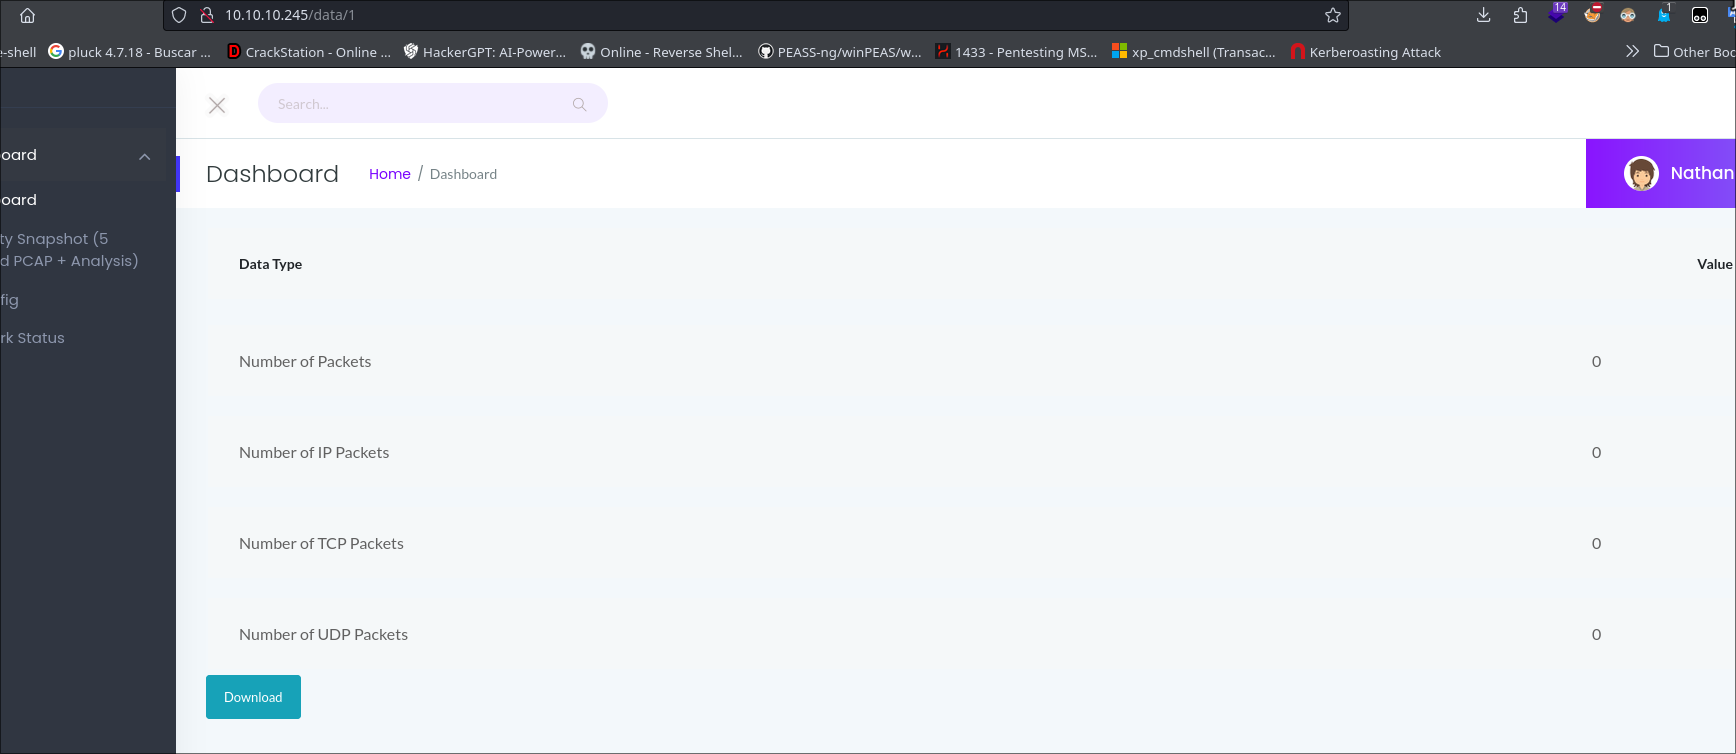 10.10.10.245/data/1
14
1
e-shell
pluck 4.7.18 - Buscar ...
CrackStation - Online ...
HackerGPT: AI-Power...
Online - Reverse Shel...
PEASS-ng/winPEAS/w...
1433 - Pentesting MS...
xp_cmdshell (Transac...
Kerberoasting Attack
Other Boo
Search...
oard
Dashboard
Home / Dashboard
Nathan
oard
ty Snapshot (5
d PCAP + Analysis)
fig
rk Status
Data Type Value
Number of Packets 0
Number of IP Packets 0
Number of TCP Packets 0
Number of UDP Packets 0
Download